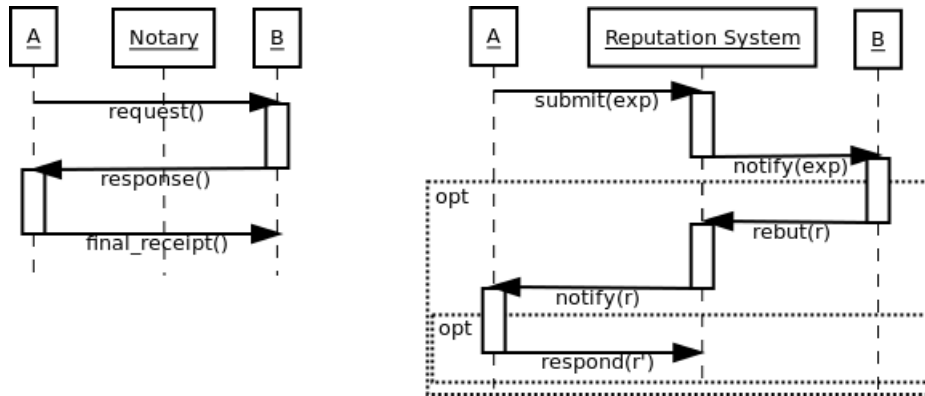 A
Notary
B
request()
response()
final_receipt()
A
Reputation System
B
submit(exp)
notify(exp)
opt
rebut(r)
notify(r)
opt
respond(r')